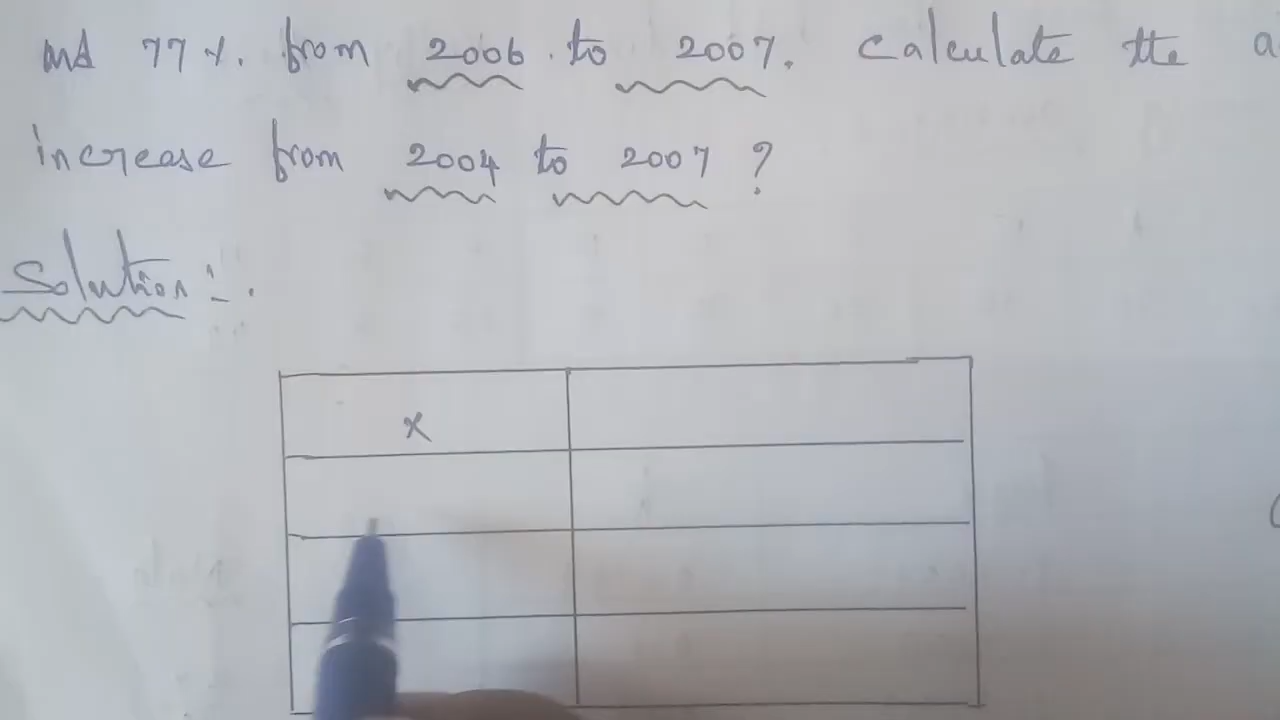 and 77 %. from 2006 to 2007. Calculate the a
increase from 2004 to 2007 ?
Solution :-
x